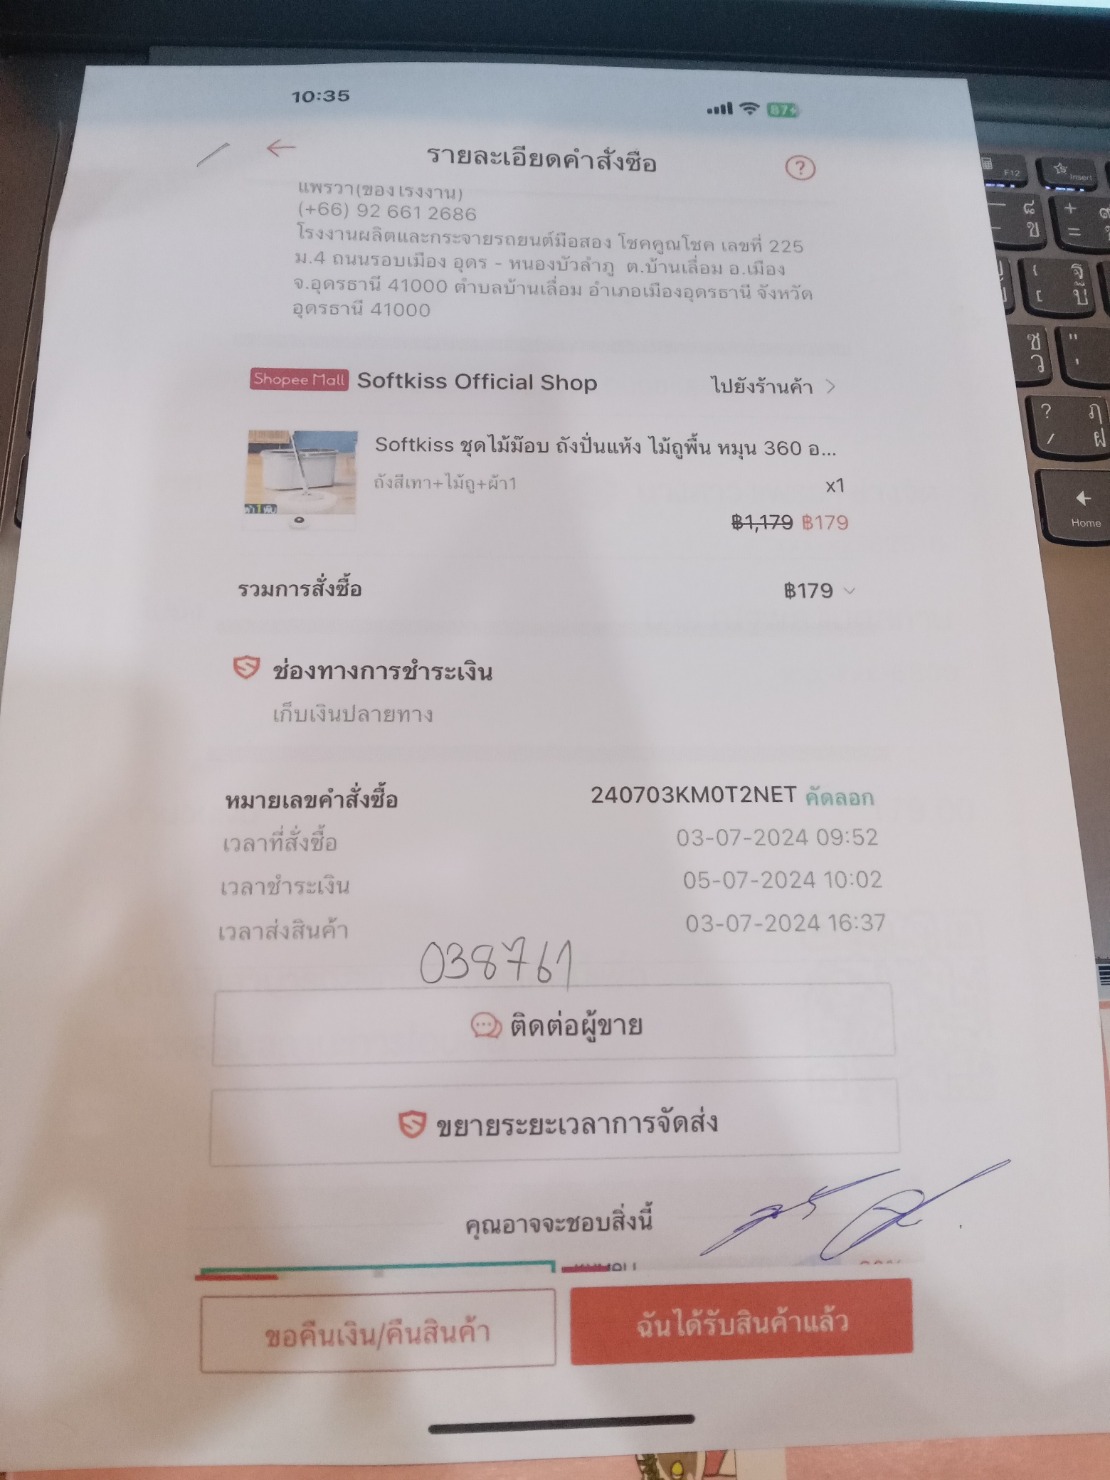 10:35
87
รายละเอียดคำสั่งซื้อ
?
แพรวา(ของเรงงาน)
(+66) 92 661 2686
โรงงานผลิตและกระจายรถยนต์มือสอง โชคคูณโชค เลขที่ 225
ม.4 ถนนรอบเมือง อุดร - หนองบัวลำภู ต.บ้านเลื่อม อ.เมือง
จ.อุดรธานี 41000 ตำบลบ้านเลื่อม อำเภอเมืองอุดรธานี จังหวัด
อุดรธานี 41000
Shopee Mall Softkiss Official Shop ไปยังร้านค้า >
Softkiss ชุดไม้ม๊อบ ถังปั่นแห้ง ไม้ถูพื้น หมุน 360 อ...
ถังสีเทา+ไม้ถู+ผ้า1
x1
฿1,179 ฿179
รวมการสั่งซื้อ ฿179
ช่องทางการชำระเงิน
เก็บเงินปลายทาง
หมายเลขคำสั่งซื้อ 240703KM0T2NET คัดลอก
เวลาที่สั่งซื้อ 03-07-2024 09:52
เวลาชำระเงิน 05-07-2024 10:02
เวลาส่งสินค้า 03-07-2024 16:37
038761
ติดต่อผู้ขาย
ขยายระยะเวลาการจัดส่ง
คุณอาจจะชอบสิ่งนี้
ขอคืนเงิน/คืนสินค้า
ฉันได้รับสินค้าแล้ว
F12
Insert
Home